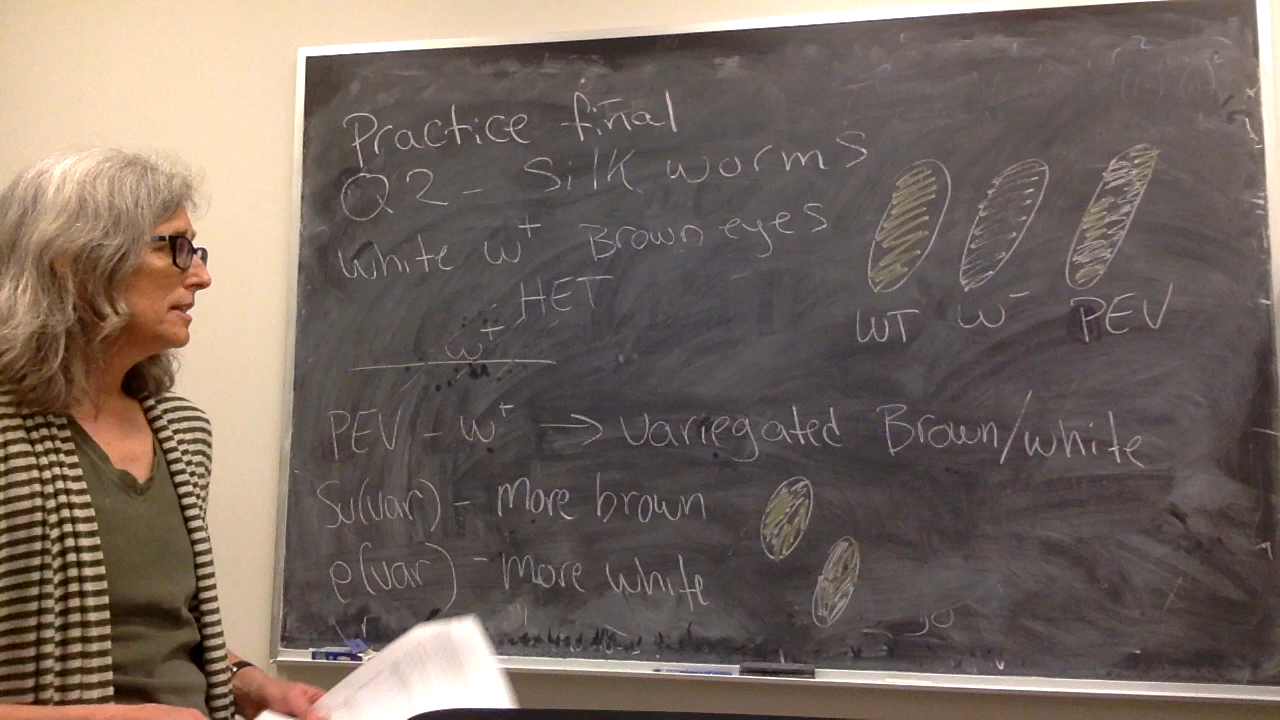 Practice final
Q2 - Silk worms
white w+ Brown eyes
HET
w+
WT w- PEV
PEV - w+ → variegated Brown/white
Su(var) - more brown
e(var) - more white